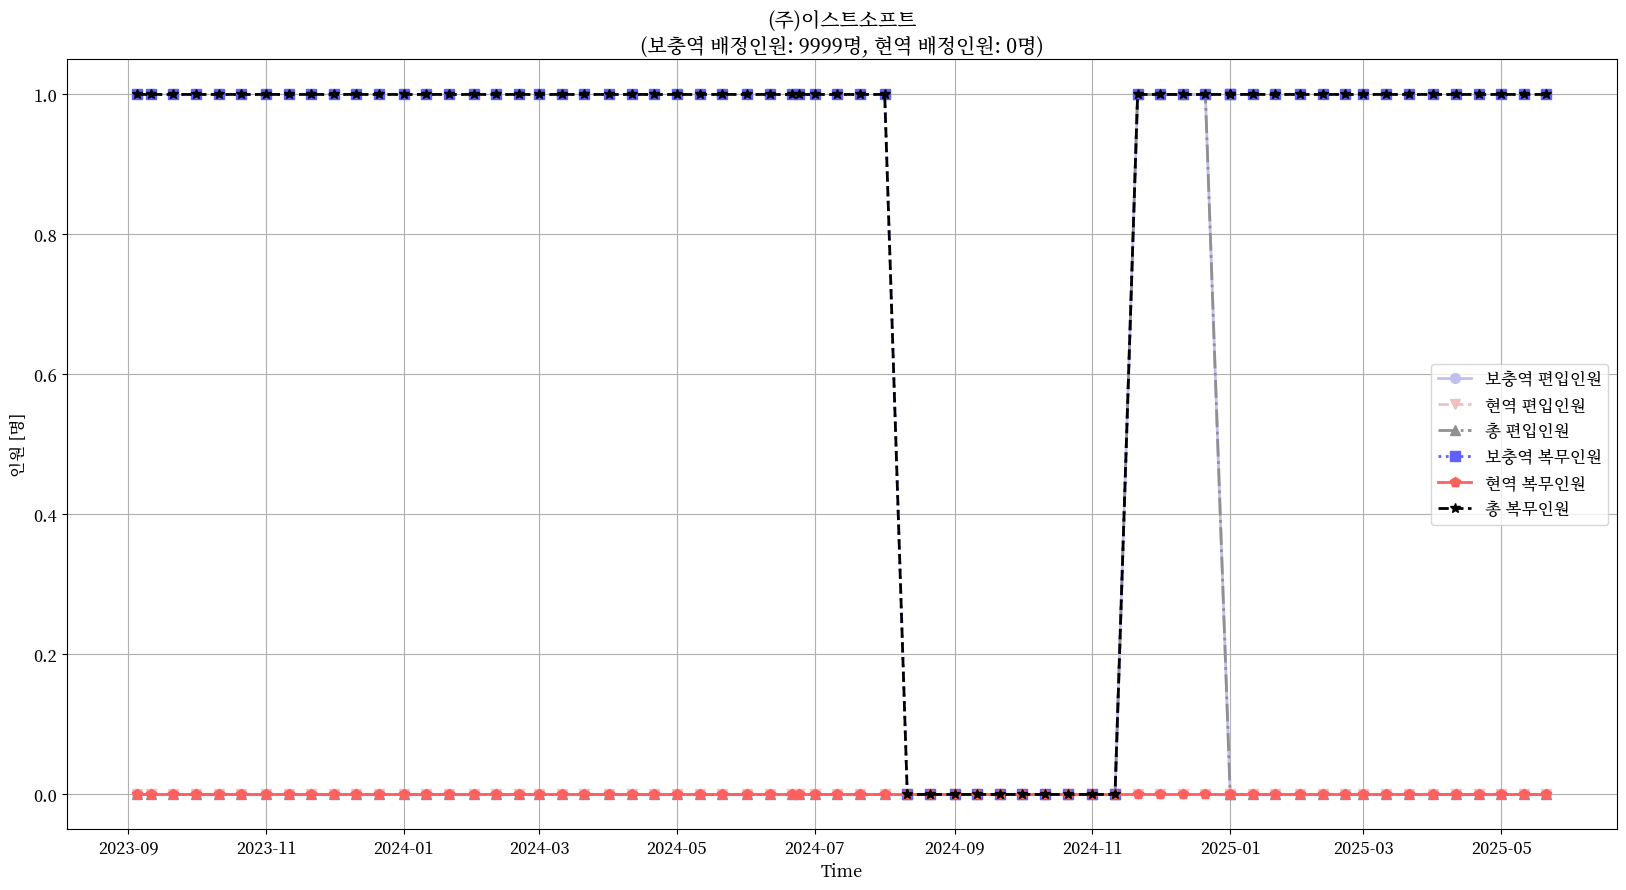 (주)이스트소프트
(보충역 배정인원: 9999명, 현역 배정인원: 0명)
인원 [명]
1.0
0.8
0.6
0.4
0.2
0.0
보충역 편입인원
현역 편입인원
총 편입인원
보충역 복무인원
현역 복무인원
총 복무인원
2023-09 2023-11 2024-01 2024-03 2024-05 2024-07 2024-09 2024-11 2025-01 2025-03 2025-05
Time